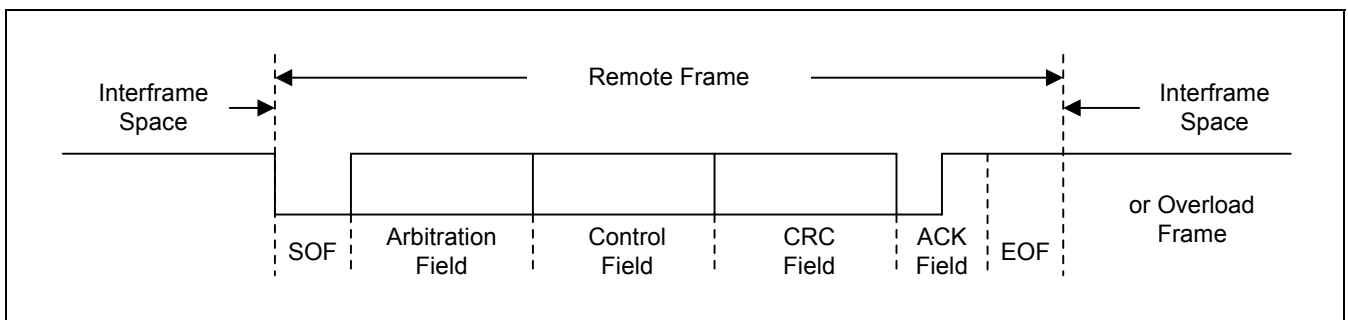 Remote Frame
Interframe
Space
Interframe
Space
or Overload
Frame
SOF
Arbitration
Field
Control
Field
CRC
Field
ACK
Field
EOF